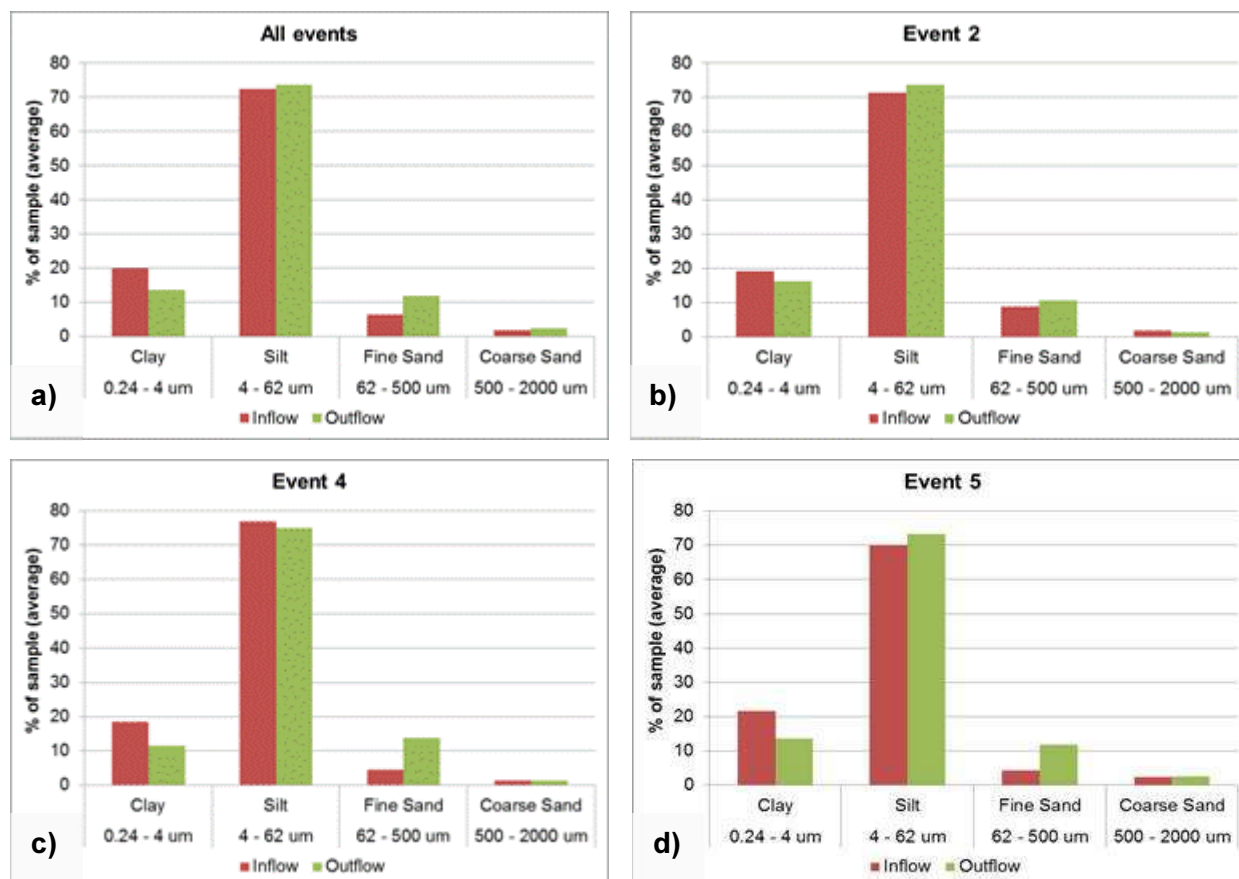 All events
% of sample (average)
80
70
60
50
40
30
20
10
0
Clay Silt Fine Sand Coarse Sand
0.24 - 4 um 4 - 62 um 62 - 500 um 500 - 2000 um
Inflow Outflow
a)
Event 2
% of sample (average)
80
70
60
50
40
30
20
10
0
Clay Silt Fine Sand Coarse Sand
0.24 - 4 um 4 - 62 um 62 - 500 um 500 - 2000 um
Inflow Outflow
b)
Event 4
% of sample (average)
80
70
60
50
40
30
20
10
0
Clay Silt Fine Sand Coarse Sand
0.24 - 4 um 4 - 62 um 62 - 500 um 500 - 2000 um
Inflow Outflow
c)
Event 5
% of sample (average)
80
70
60
50
40
30
20
10
0
Clay Silt Fine Sand Coarse Sand
0.24 - 4 um 4 - 62 um 62 - 500 um 500 - 2000 um
Inflow Outflow
d)